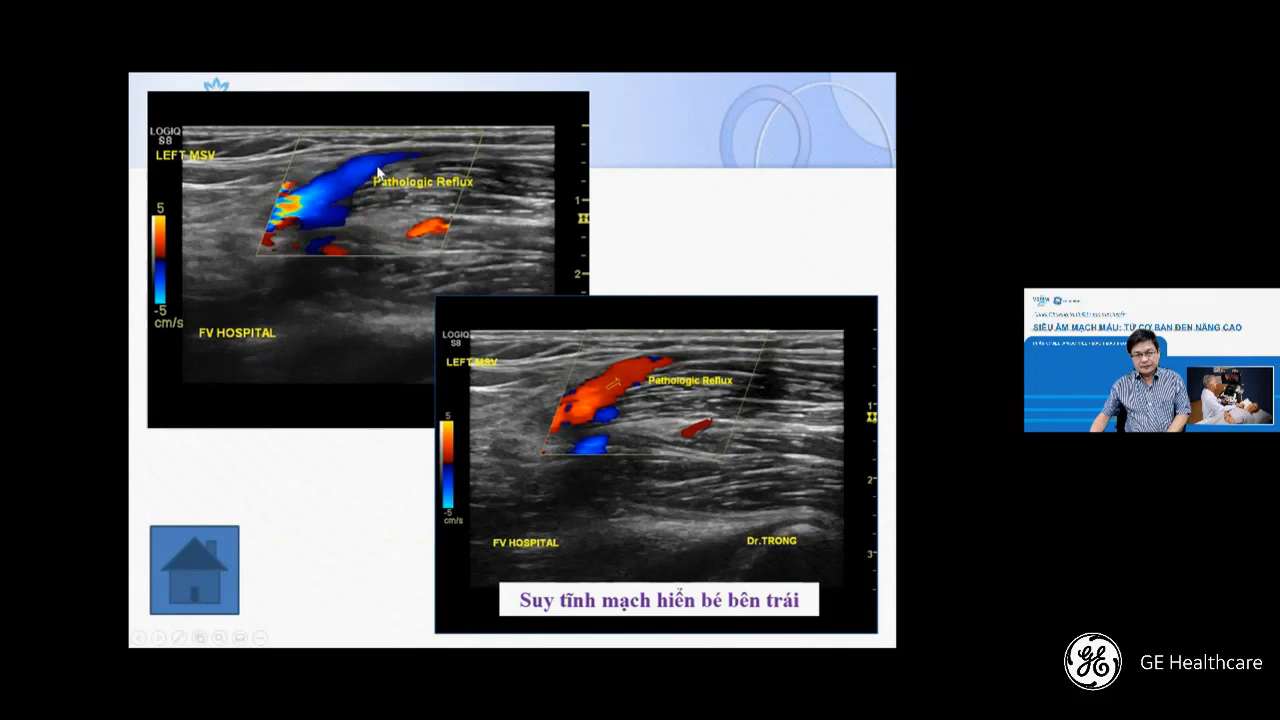 LOGIQ
S8
LEFT MSV
Pathologic Reflux
5
-5
cm/s
1
2
FV HOSPITAL
LOGIQ
S8
LEFT MSV
Pathologic Reflux
5
-5
cm/s
1
2
3
FV HOSPITAL
Dr.TRONG
Suy tĩnh mạch hiển bé bên trái
SIÊU ÂM MẠCH MÁU: TỪ CƠ BẢN ĐẾN NÂNG CAO
GE Healthcare